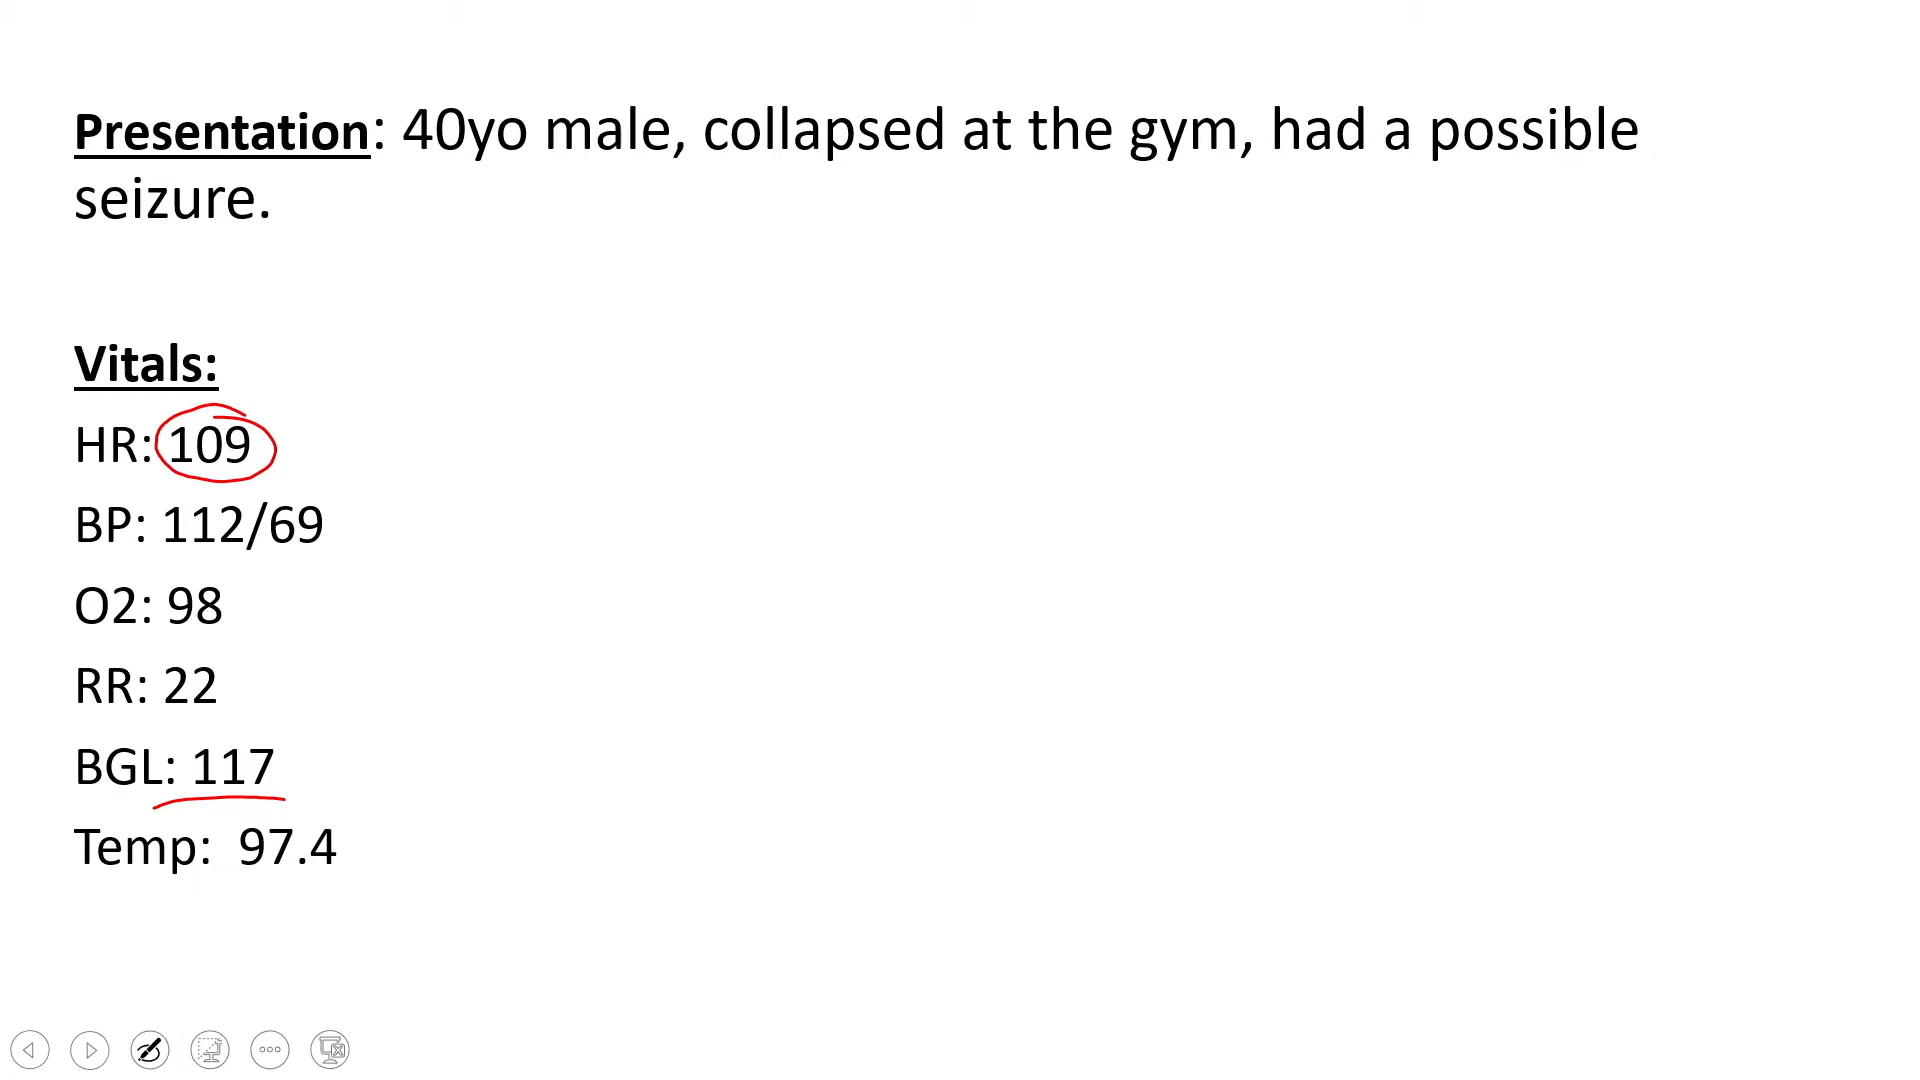 Presentation: 40yo male, collapsed at the gym, had a possible
seizure.
Vitals:
HR: 109
BP: 112/69
O2: 98
RR: 22
BGL: 117
Temp: 97.4